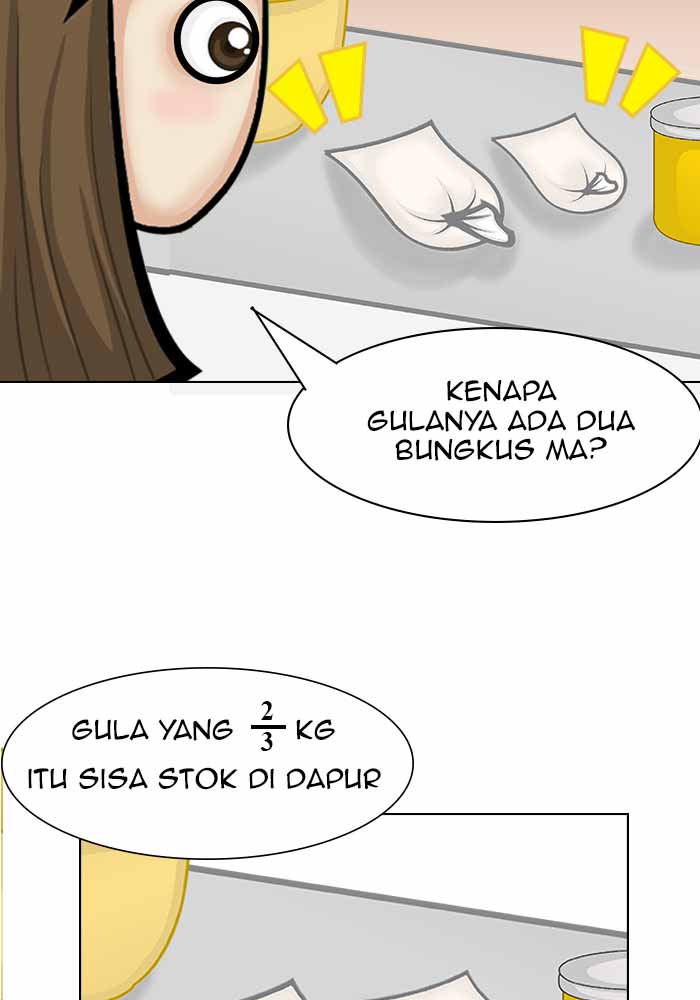 KENAPA
GULANYA ADA DUA
BUNGKUS MA?
GULA YANG 2/3 KG
ITU SISA STOK DI DAPUR